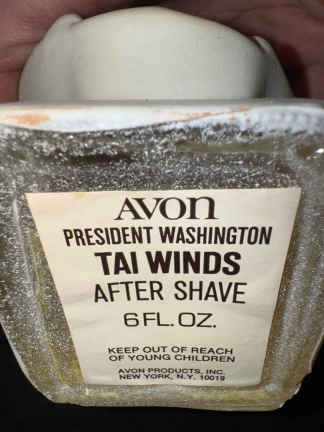 AVON
PRESIDENT WASHINGTON
TAI WINDS
AFTER SHAVE
6 FL. OZ.
KEEP OUT OF REACH
OF YOUNG CHILDREN
AVON PRODUCTS, INC.
NEW YORK, N.Y. 10019